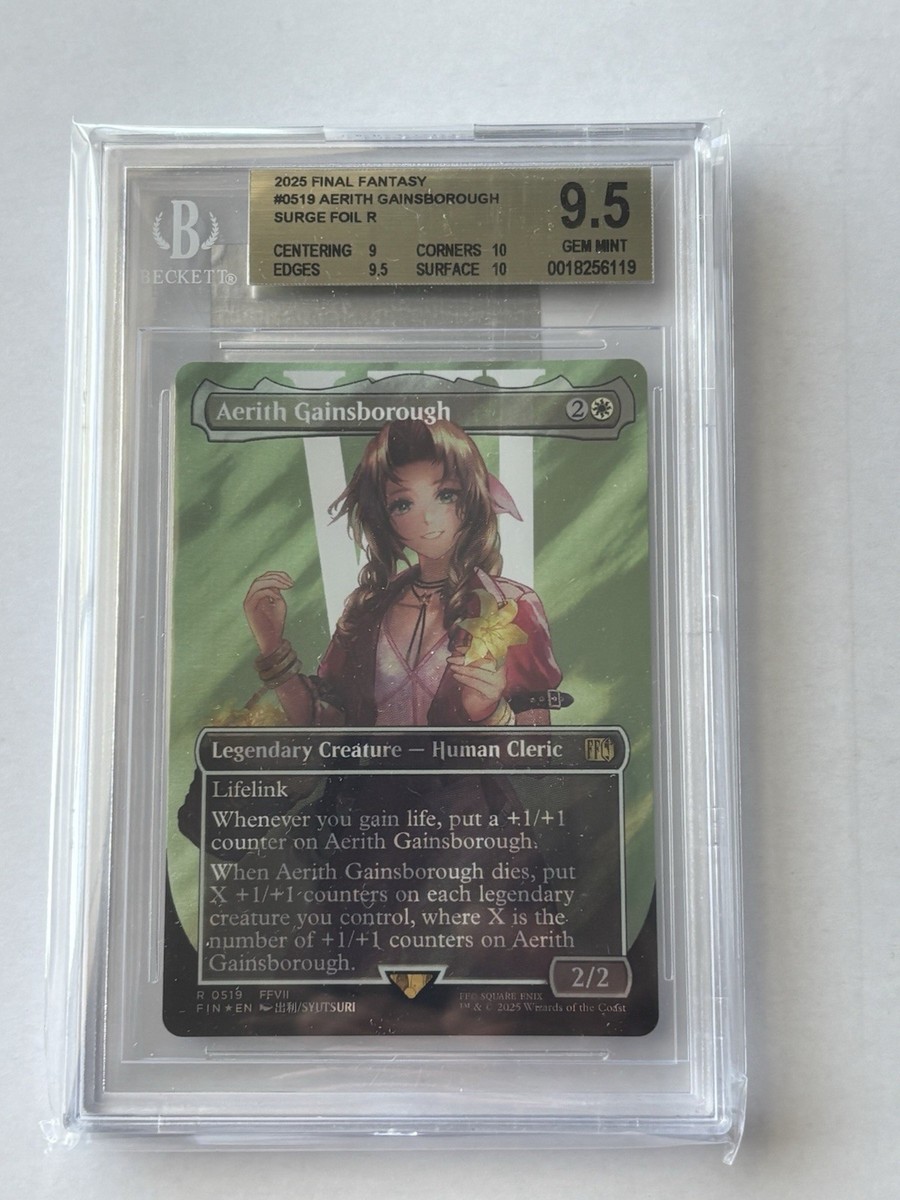 B
BECKETT®
2025 FINAL FANTASY
#0519 AERITH GAINSBOROUGH
SURGE FOIL R
CENTERING 9 CORNERS 10
EDGES 9.5 SURFACE 10
9.5
GEM MINT
0018256119
VII
Aerith Gainsborough 2
Legendary Creature — Human Cleric
Lifelink
Whenever you gain life, put a +1/+1
counter on Aerith Gainsborough.
When Aerith Gainsborough dies, put
X +1/+1 counters on each legendary
creature you control, where X is the
number of +1/+1 counters on Aerith
Gainsborough.
2/2
R 0519 FFVII
FIN★EN 出利/SYUTSURI
FF© SQUARE ENIX
™ & © 2025 Wizards of the Coast